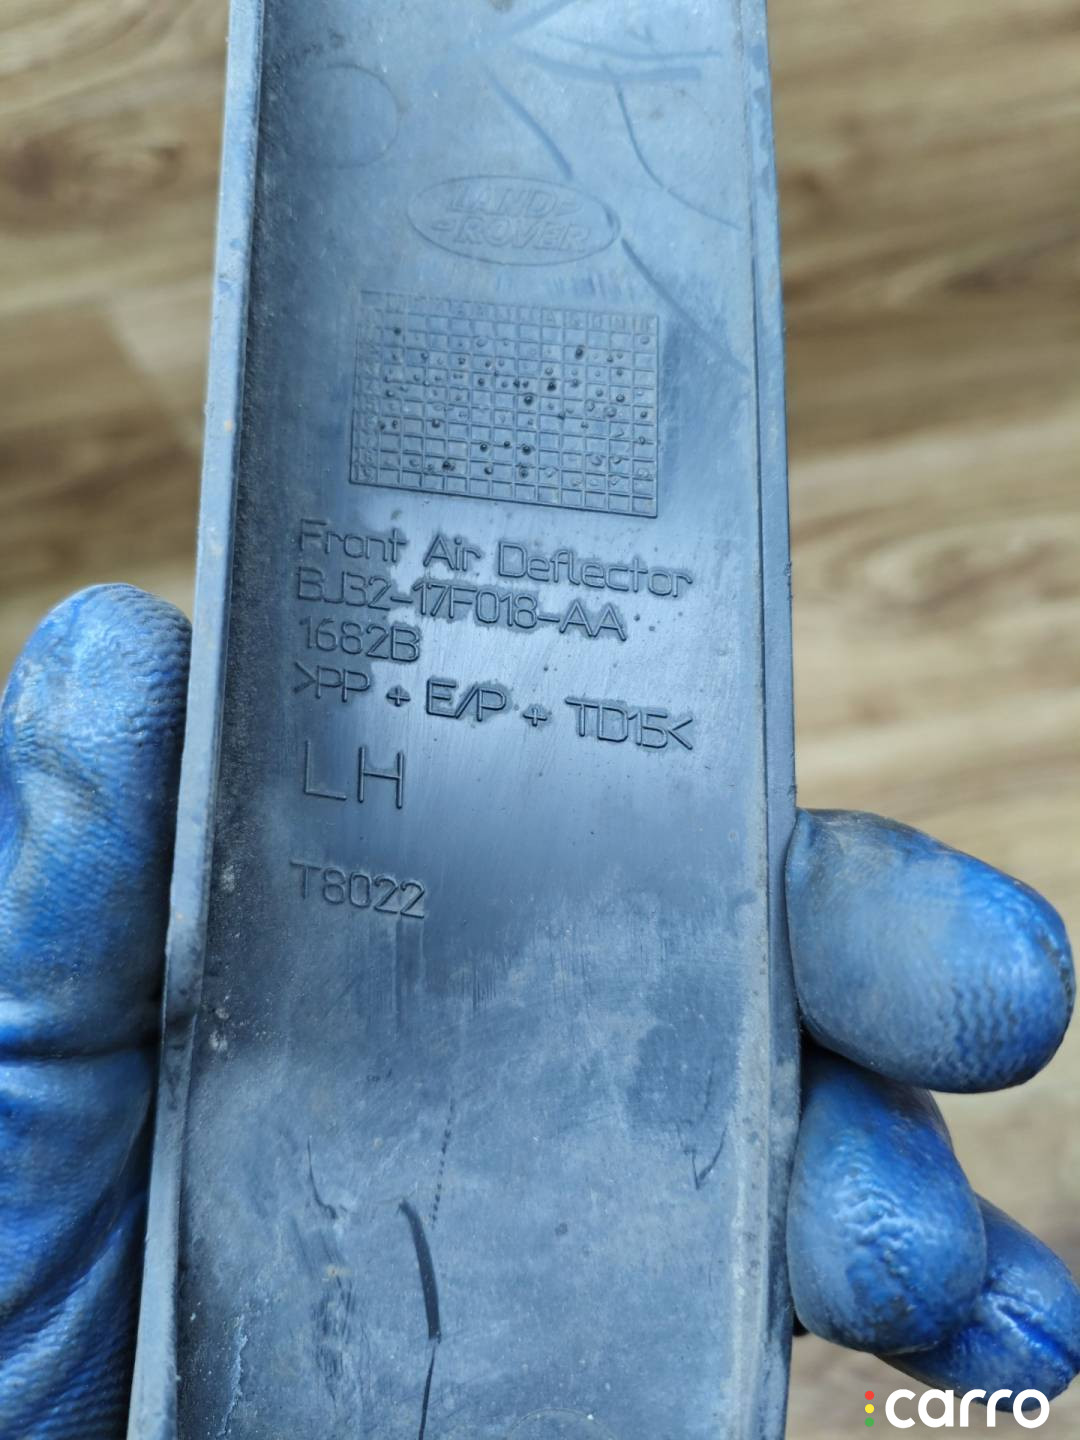 LAND
ROVER
Front Air Deflector
BJ32-17F018-AA
1682B
>PP + E/P + TD15<
LH
T8022
carro